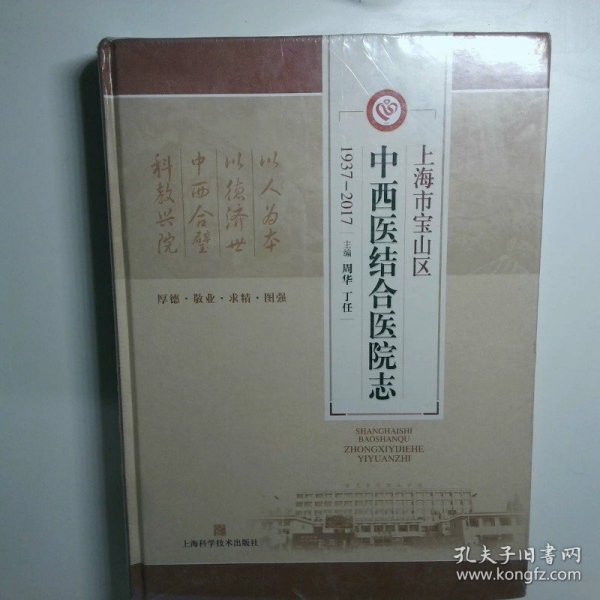 上海市宝山区
中西医结合医院志
1937-2017
主编 周华 丁任
以人为本
以德济世
中西合璧
科教兴院
厚德·敬业·求精·图强
SHANGHAISHI
BAOSHANQU
ZHONGXIYIJIEHE
YIYUANZHI
上海科学技术出版社
孔夫子旧书网
www.kongfz.com